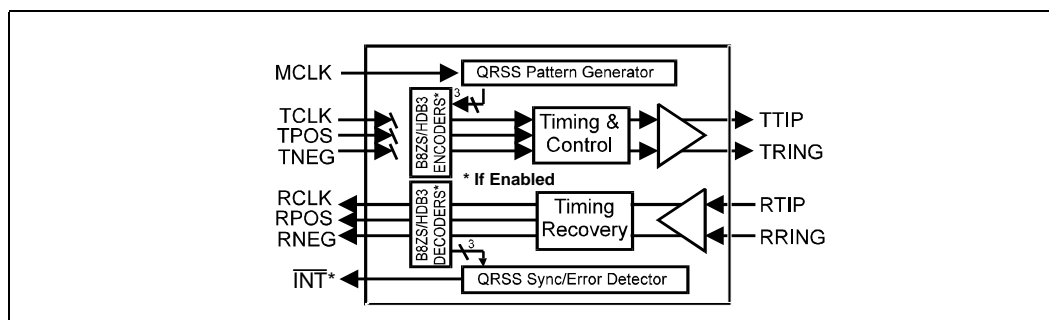 MCLK
QRSS Pattern Generator
3
TCLK
TPOS
TNEG
B8ZS/HDB3
ENCODERS*
Timing &
Control
TTIP
TRING
* If Enabled
RCLK
RPOS
RNEG
B8ZS/HDB3
DECODERS*
Timing
Recovery
RTIP
RRING
3
INT*
QRSS Sync/Error Detector